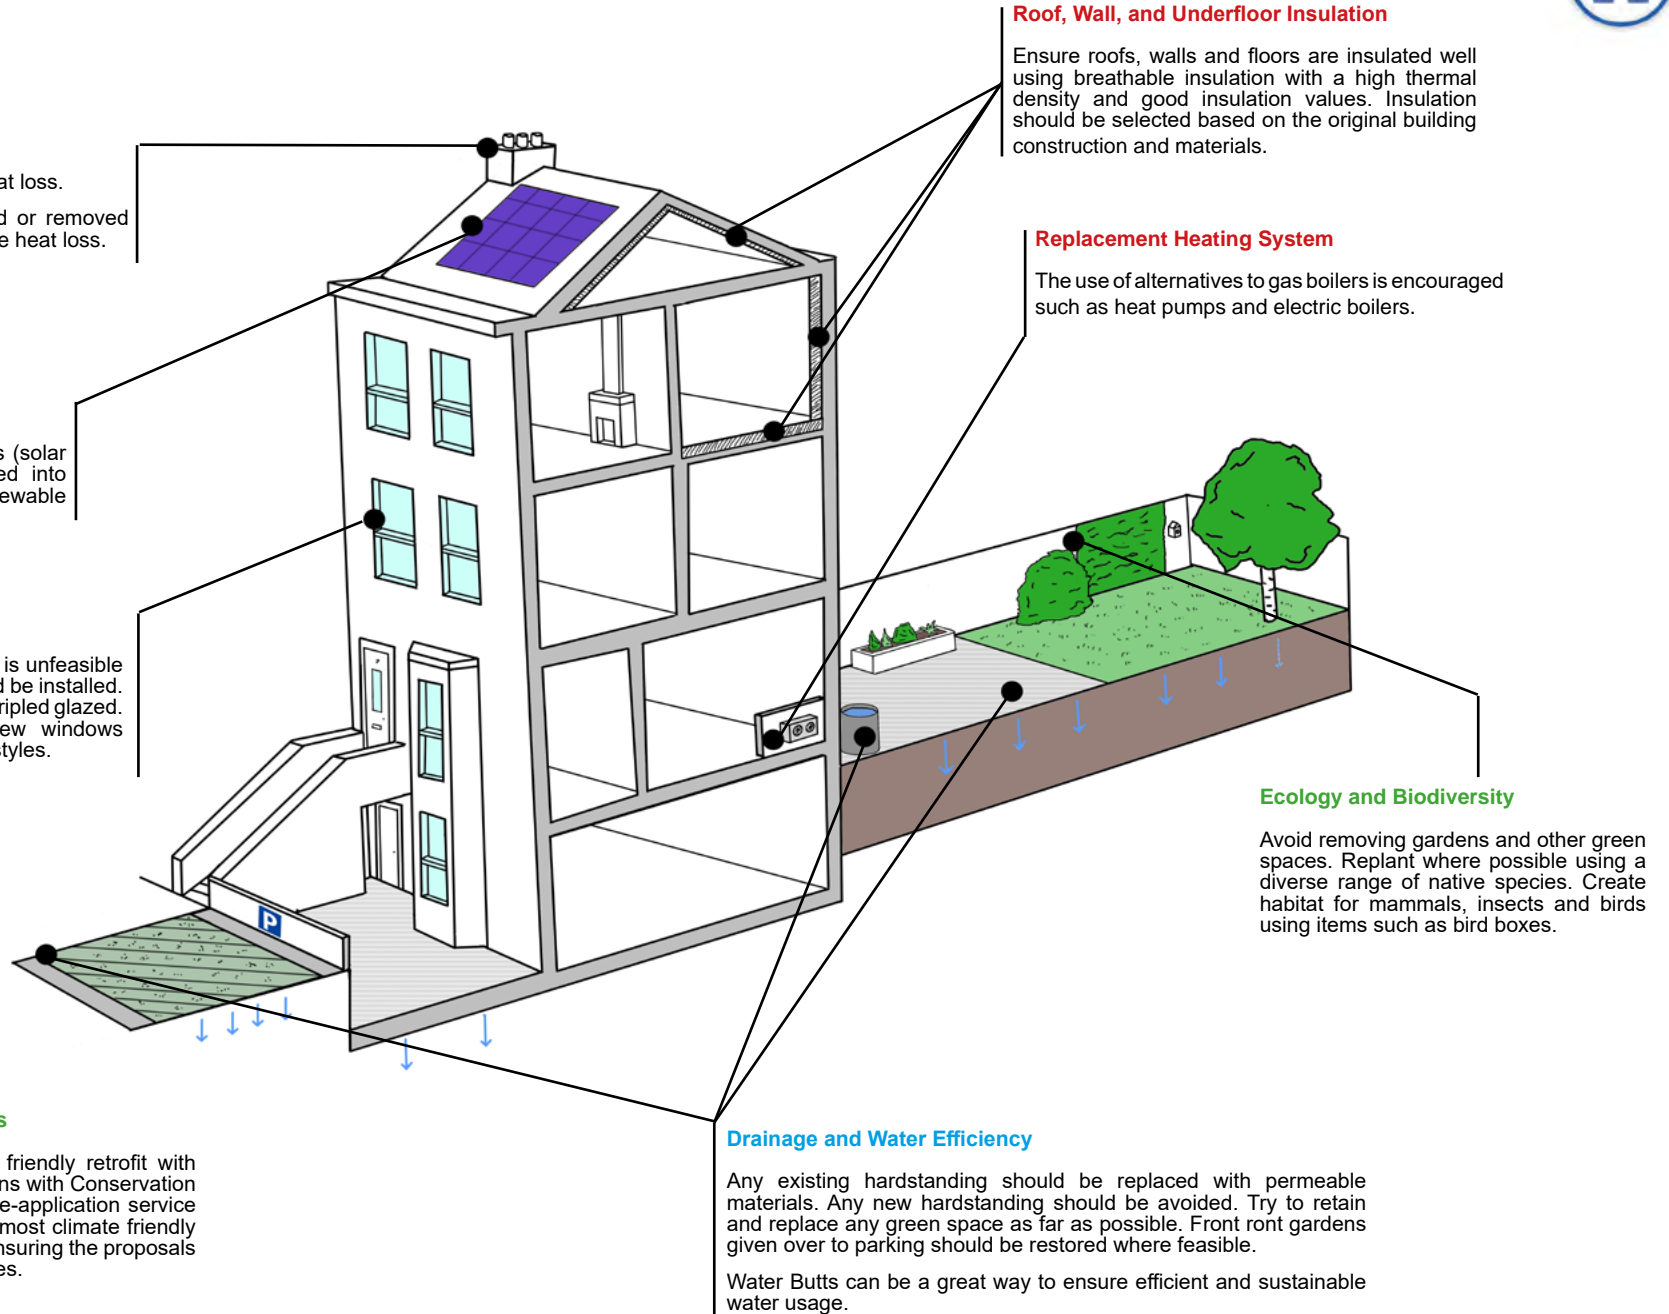 Roof, Wall, and Underfloor Insulation
Ensure roofs, walls and floors are insulated well
using breathable insulation with a high thermal
density and good insulation values. Insulation
should be selected based on the original building
construction and materials.
at loss.
d or removed
e heat loss.
Replacement Heating System
The use of alternatives to gas boilers is encouraged
such as heat pumps and electric boilers.
s (solar
ed into
ewable
is unfeasible
d be installed.
ripled glazed.
ew windows
styles.
P
Ecology and Biodiversity
Avoid removing gardens and other green
spaces. Replant where possible using a
diverse range of native species. Create
habitat for mammals, insects and birds
using items such as bird boxes.
s
friendly retrofit with
ns with Conservation
e-application service
most climate friendly
nsuring the proposals
es.
Drainage and Water Efficiency
Any existing hardstanding should be replaced with permeable
materials. Any new hardstanding should be avoided. Try to retain
and replace any green space as far as possible. Front ront gardens
given over to parking should be restored where feasible.
Water Butts can be a great way to ensure efficient and sustainable
water usage.